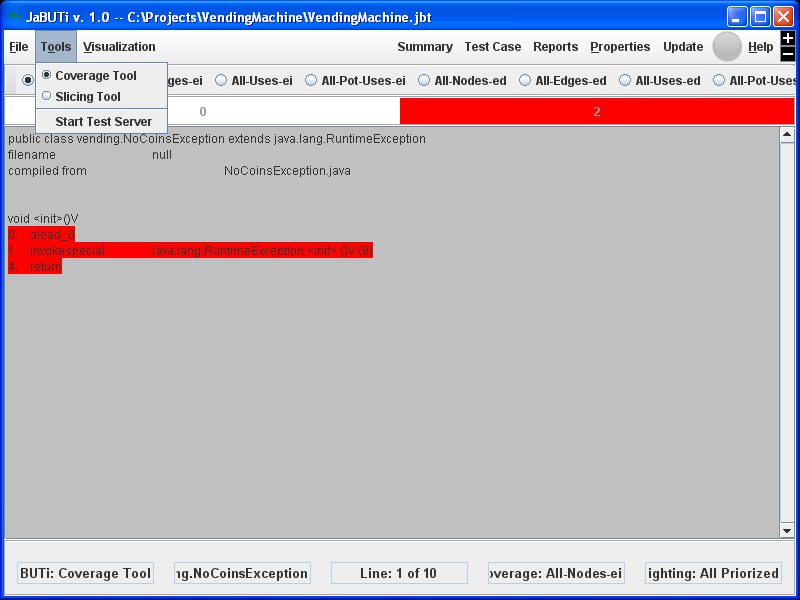 JaBUTi v. 1.0 -- C:\Projects\VendingMachine\VendingMachine.jbt
File Tools Visualization Summary Test Case Reports Properties Update Help
Coverage Tool
Slicing Tool
Start Test Server
ges-ei All-Uses-ei All-Pot-Uses-ei All-Nodes-ed All-Edges-ed All-Uses-ed All-Pot-Uses
0 2
public class vending.NoCoinsException extends java.lang.RuntimeException
filename null
compiled from NoCoinsException.java
void <init>()V
0: aload_0
1: invokespecial java.lang.RuntimeException.<init> ()V (8)
4: return
BUTi: Coverage Tool ng.NoCoinsException Line: 1 of 10 overage: All-Nodes-ei ighting: All Priorized